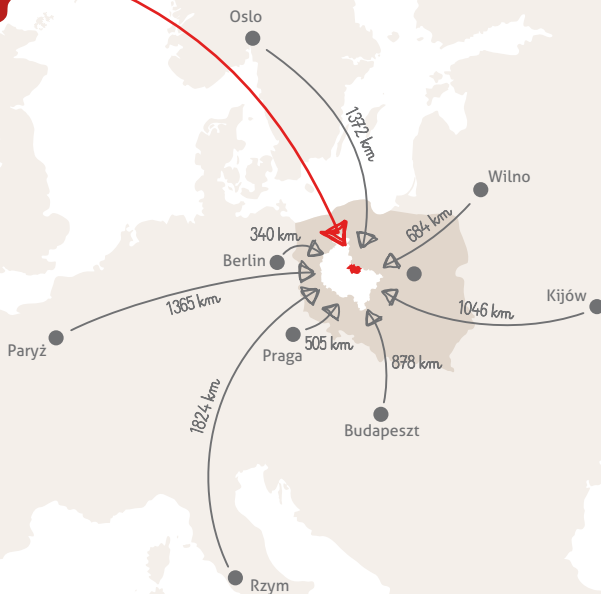 Oslo
1372 km
Wilno
684 km
340 km
Berlin
1365 km
Kijów
1046 km
Paryż
Praga
505 km
878 km
1824 km
Budapeszt
Rzym